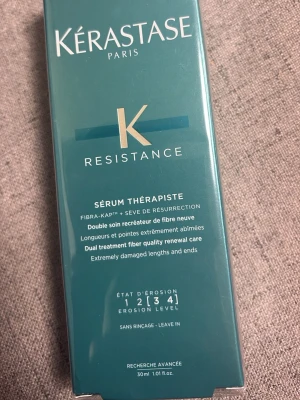 KÉRASTASE
PARIS
K
RESISTANCE
SÉRUM THÉRAPISTE
FIBRA-KAP™ + SÈVE DE RÉSURRECTION
Double soin recréateur de fibre neuve
Longueurs et pointes extrêmement abîmées
Dual treatment fiber quality renewal care
Extremely damaged lengths and ends
ÉTAT D'ÉROSION
1 2 [3 4]
EROSION LEVEL
SANS RINÇAGE - LEAVE IN
RECHERCHE AVANCÉE
30ml 1.01 fl.oz.